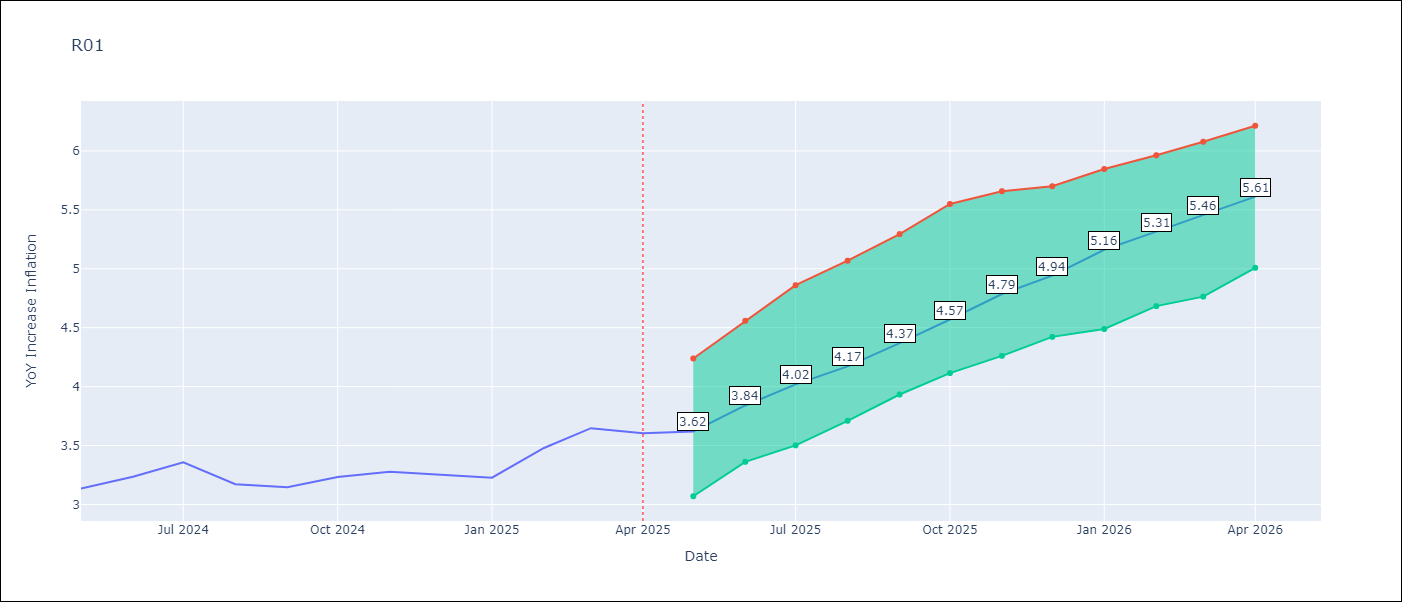 R01
YoY Increase Inflation
6
5.5
5
4.5
4
3.5
3
3.62
3.84
4.02
4.17
4.37
4.57
4.79
4.94
5.16
5.31
5.46
5.61
Jul 2024
Oct 2024
Jan 2025
Apr 2025
Jul 2025
Oct 2025
Jan 2026
Apr 2026
Date